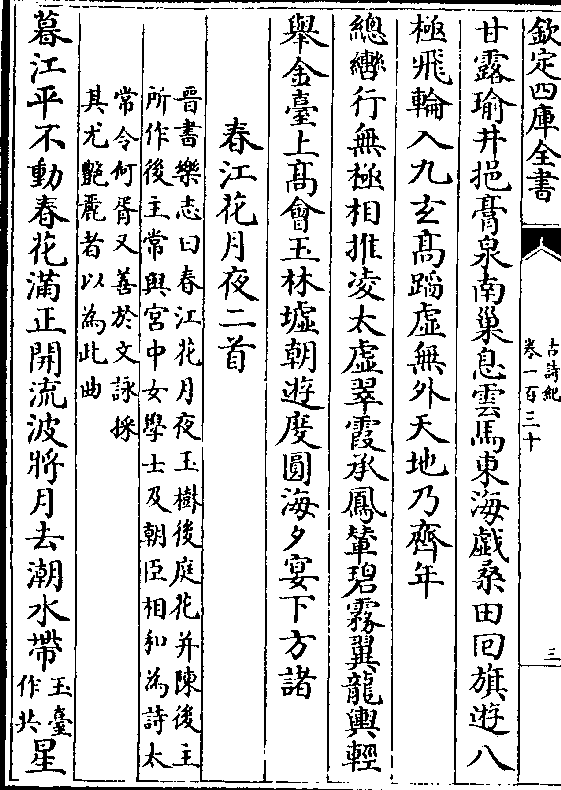 欽定四庫全書
古詩紀
卷一百三十
三
甘露瑜井挹膏泉南巢息雲馬東海戯桑田囘旗遊八
極飛輪入九玄髙蹈虛無外天地乃齊年
總轡行無極相推凌太虚翠霞承鳳輦碧霧翼龍輿輕
舉金臺上髙會玉林墟朝遊度圓海夕宴下方諸
春江花月夜二首
晉書樂志曰春江花月夜玉樹後庭花并陳後主
所作後主常與宮中女學士及朝臣相和為詩太
常令何胥又善於文詠採
其尤艷麗者以為此曲
暮江平不動春花滿正開流波將月去潮水帶玉臺作共星